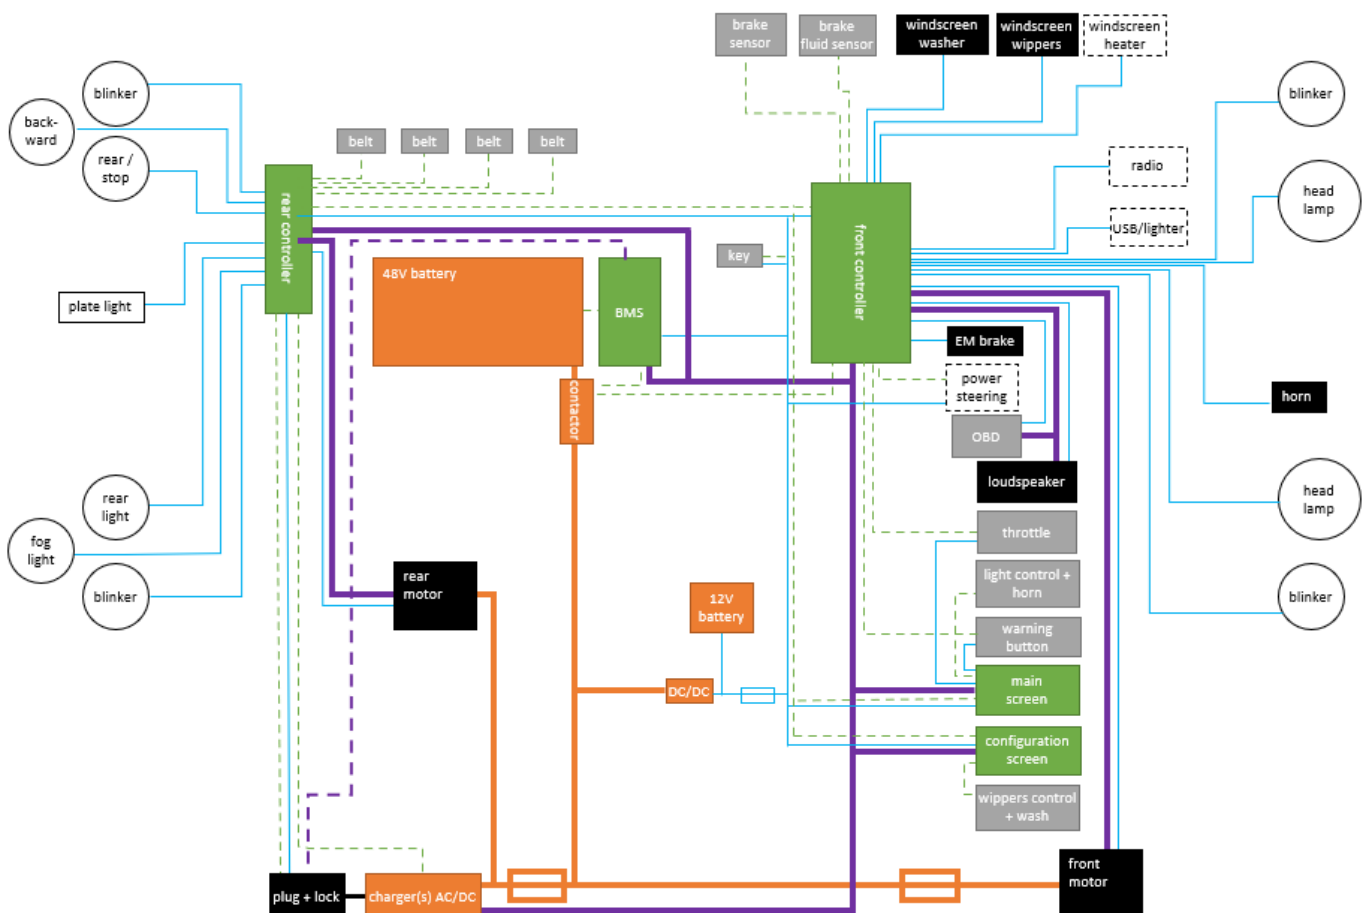 brake
sensor
brake
fluid sensor
windscreen
washer
windscreen
wippers
windscreen
heater
blinker
back-
ward
rear /
stop
belt
belt
belt
belt
blinker
radio
head
lamp
USB/lighter
rear controller
key
front controller
48V battery
BMS
plate light
EM brake
power
steering
contactor
horn
OBD
loudspeaker
rear
light
head
lamp
fog
light
throttle
blinker
rear
motor
light control +
horn
12V
battery
warning
button
blinker
DC/DC
main
screen
configuration
screen
wippers control
+ wash
plug + lock
charger(s) AC/DC
front
motor